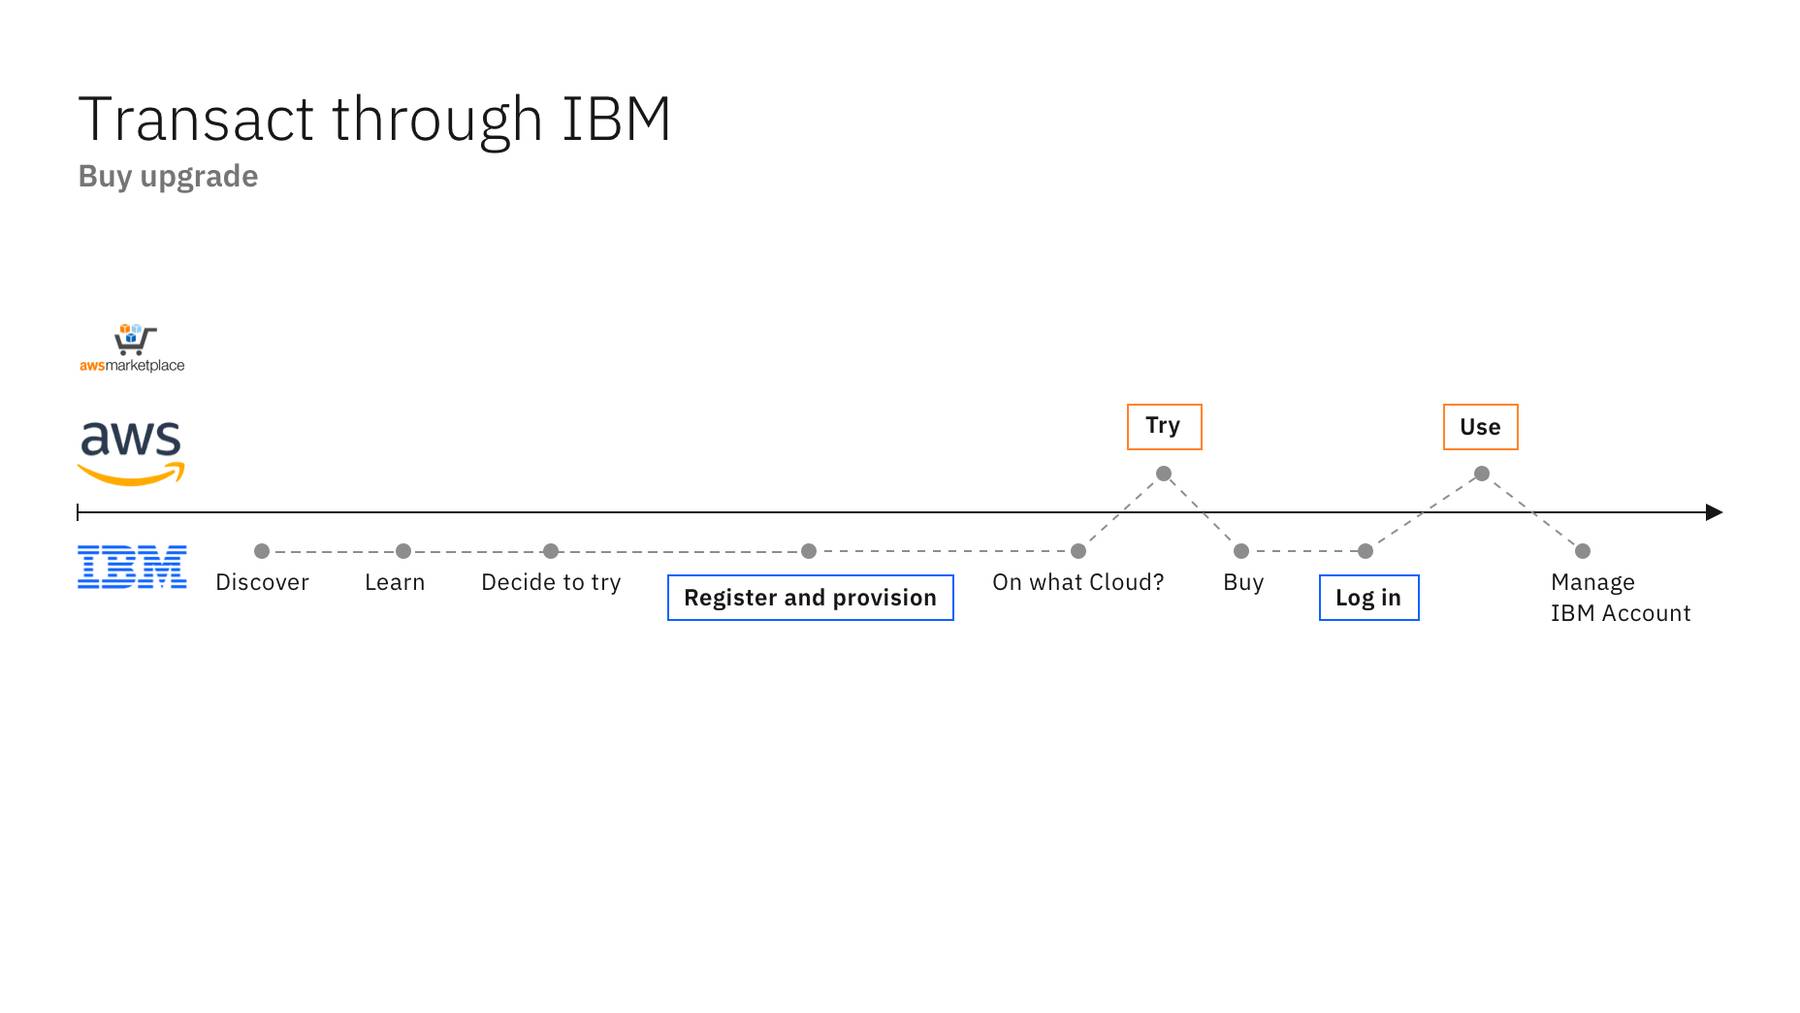 Transact through IBM
Buy upgrade
awsmarketplace
aws
Try
Use
IBM
Discover
Learn
Decide to try
Register and provision
On what Cloud?
Buy
Log in
Manage
IBM Account